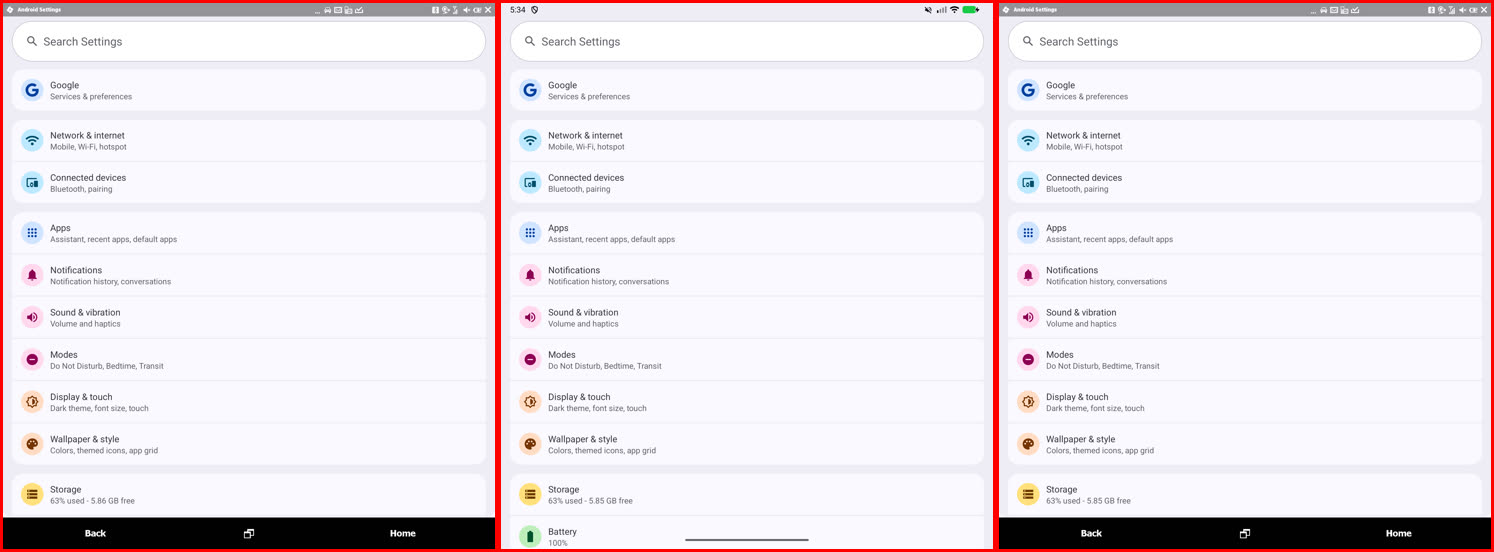 Android Settings
...
Search Settings
Google
Services & preferences
Network & internet
Mobile, Wi-Fi, hotspot
Connected devices
Bluetooth, pairing
Apps
Assistant, recent apps, default apps
Notifications
Notification history, conversations
Sound & vibration
Volume and haptics
Modes
Do Not Disturb, Bedtime, Transit
Display & touch
Dark theme, font size, touch
Wallpaper & style
Colors, themed icons, app grid
Storage
63% used - 5.86 GB free
Back
Home
5:34
Search Settings
Google
Services & preferences
Network & internet
Mobile, Wi-Fi, hotspot
Connected devices
Bluetooth, pairing
Apps
Assistant, recent apps, default apps
Notifications
Notification history, conversations
Sound & vibration
Volume and haptics
Modes
Do Not Disturb, Bedtime, Transit
Display & touch
Dark theme, font size, touch
Wallpaper & style
Colors, themed icons, app grid
Storage
63% used - 5.85 GB free
Battery
100%
Android Settings
...
Search Settings
Google
Services & preferences
Network & internet
Mobile, Wi-Fi, hotspot
Connected devices
Bluetooth, pairing
Apps
Assistant, recent apps, default apps
Notifications
Notification history, conversations
Sound & vibration
Volume and haptics
Modes
Do Not Disturb, Bedtime, Transit
Display & touch
Dark theme, font size, touch
Wallpaper & style
Colors, themed icons, app grid
Storage
63% used - 5.85 GB free
Back
Home